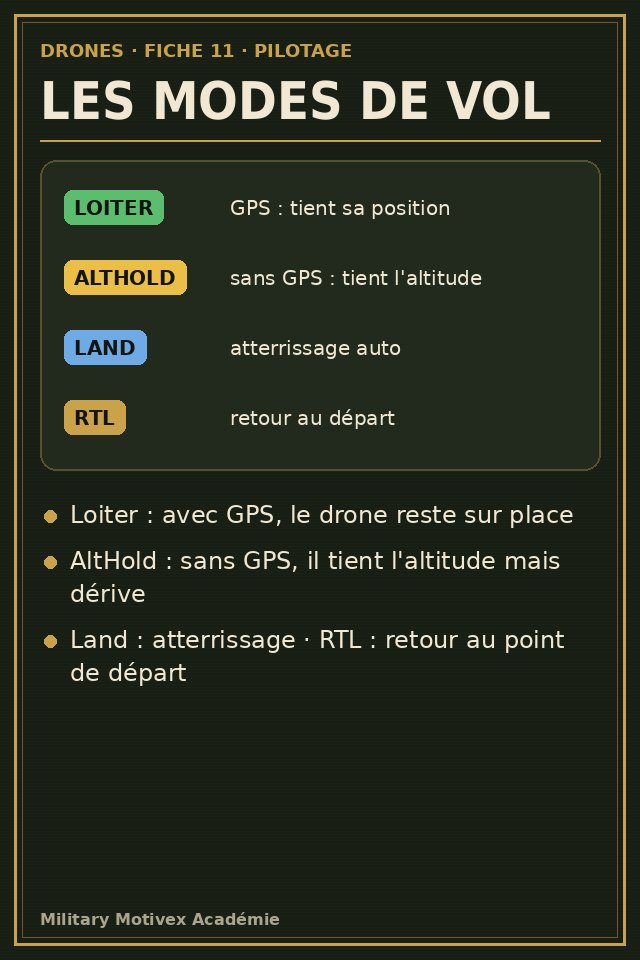 DRONES · FICHE 11 · PILOTAGE
LES MODES DE VOL
LOITER GPS : tient sa position
ALTHOLD sans GPS : tient l'altitude
LAND atterrissage auto
RTL retour au départ
Loiter : avec GPS, le drone reste sur place
AltHold : sans GPS, il tient l'altitude mais
dérive
Land : atterrissage · RTL : retour au point
de départ
Military Motivex Académie